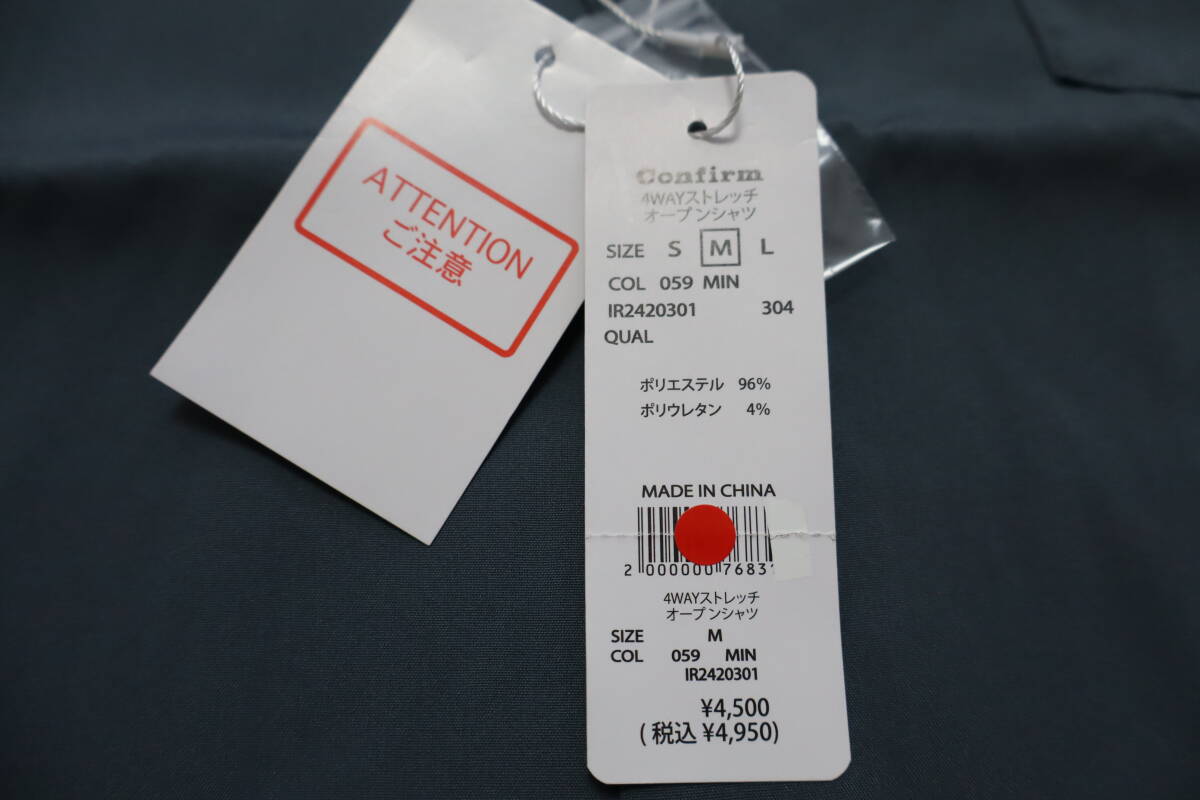 ATTENTION
ご注意
Confirm
4WAYストレッチ
オープンシャツ
SIZE S M L
COL 059 MIN
IR2420301 304
QUAL
ポリエステル 96%
ポリウレタン 4%
MADE IN CHINA
2 000000 7683
4WAYストレッチ
オープンシャツ
SIZE M
COL 059 MIN
IR2420301
¥4,500
(税込 ¥4,950)